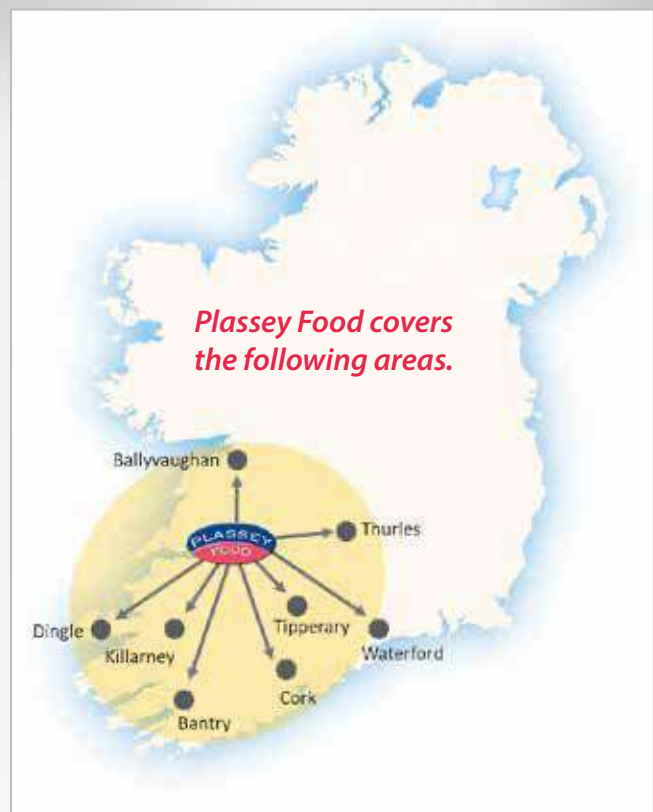 Plassey Food covers
the following areas.
Ballyvaughan
PLASSEY
FOOD
Thurles
Dingle
Killarney
Tipperary
Waterford
Cork
Bantry